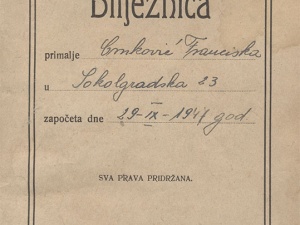 Bilježnica
primalje Crnković Franciska
u Sokolgradska 23
započeta dne 29-IX-1947 god.
SVA PRAVA PRIDRŽANA.